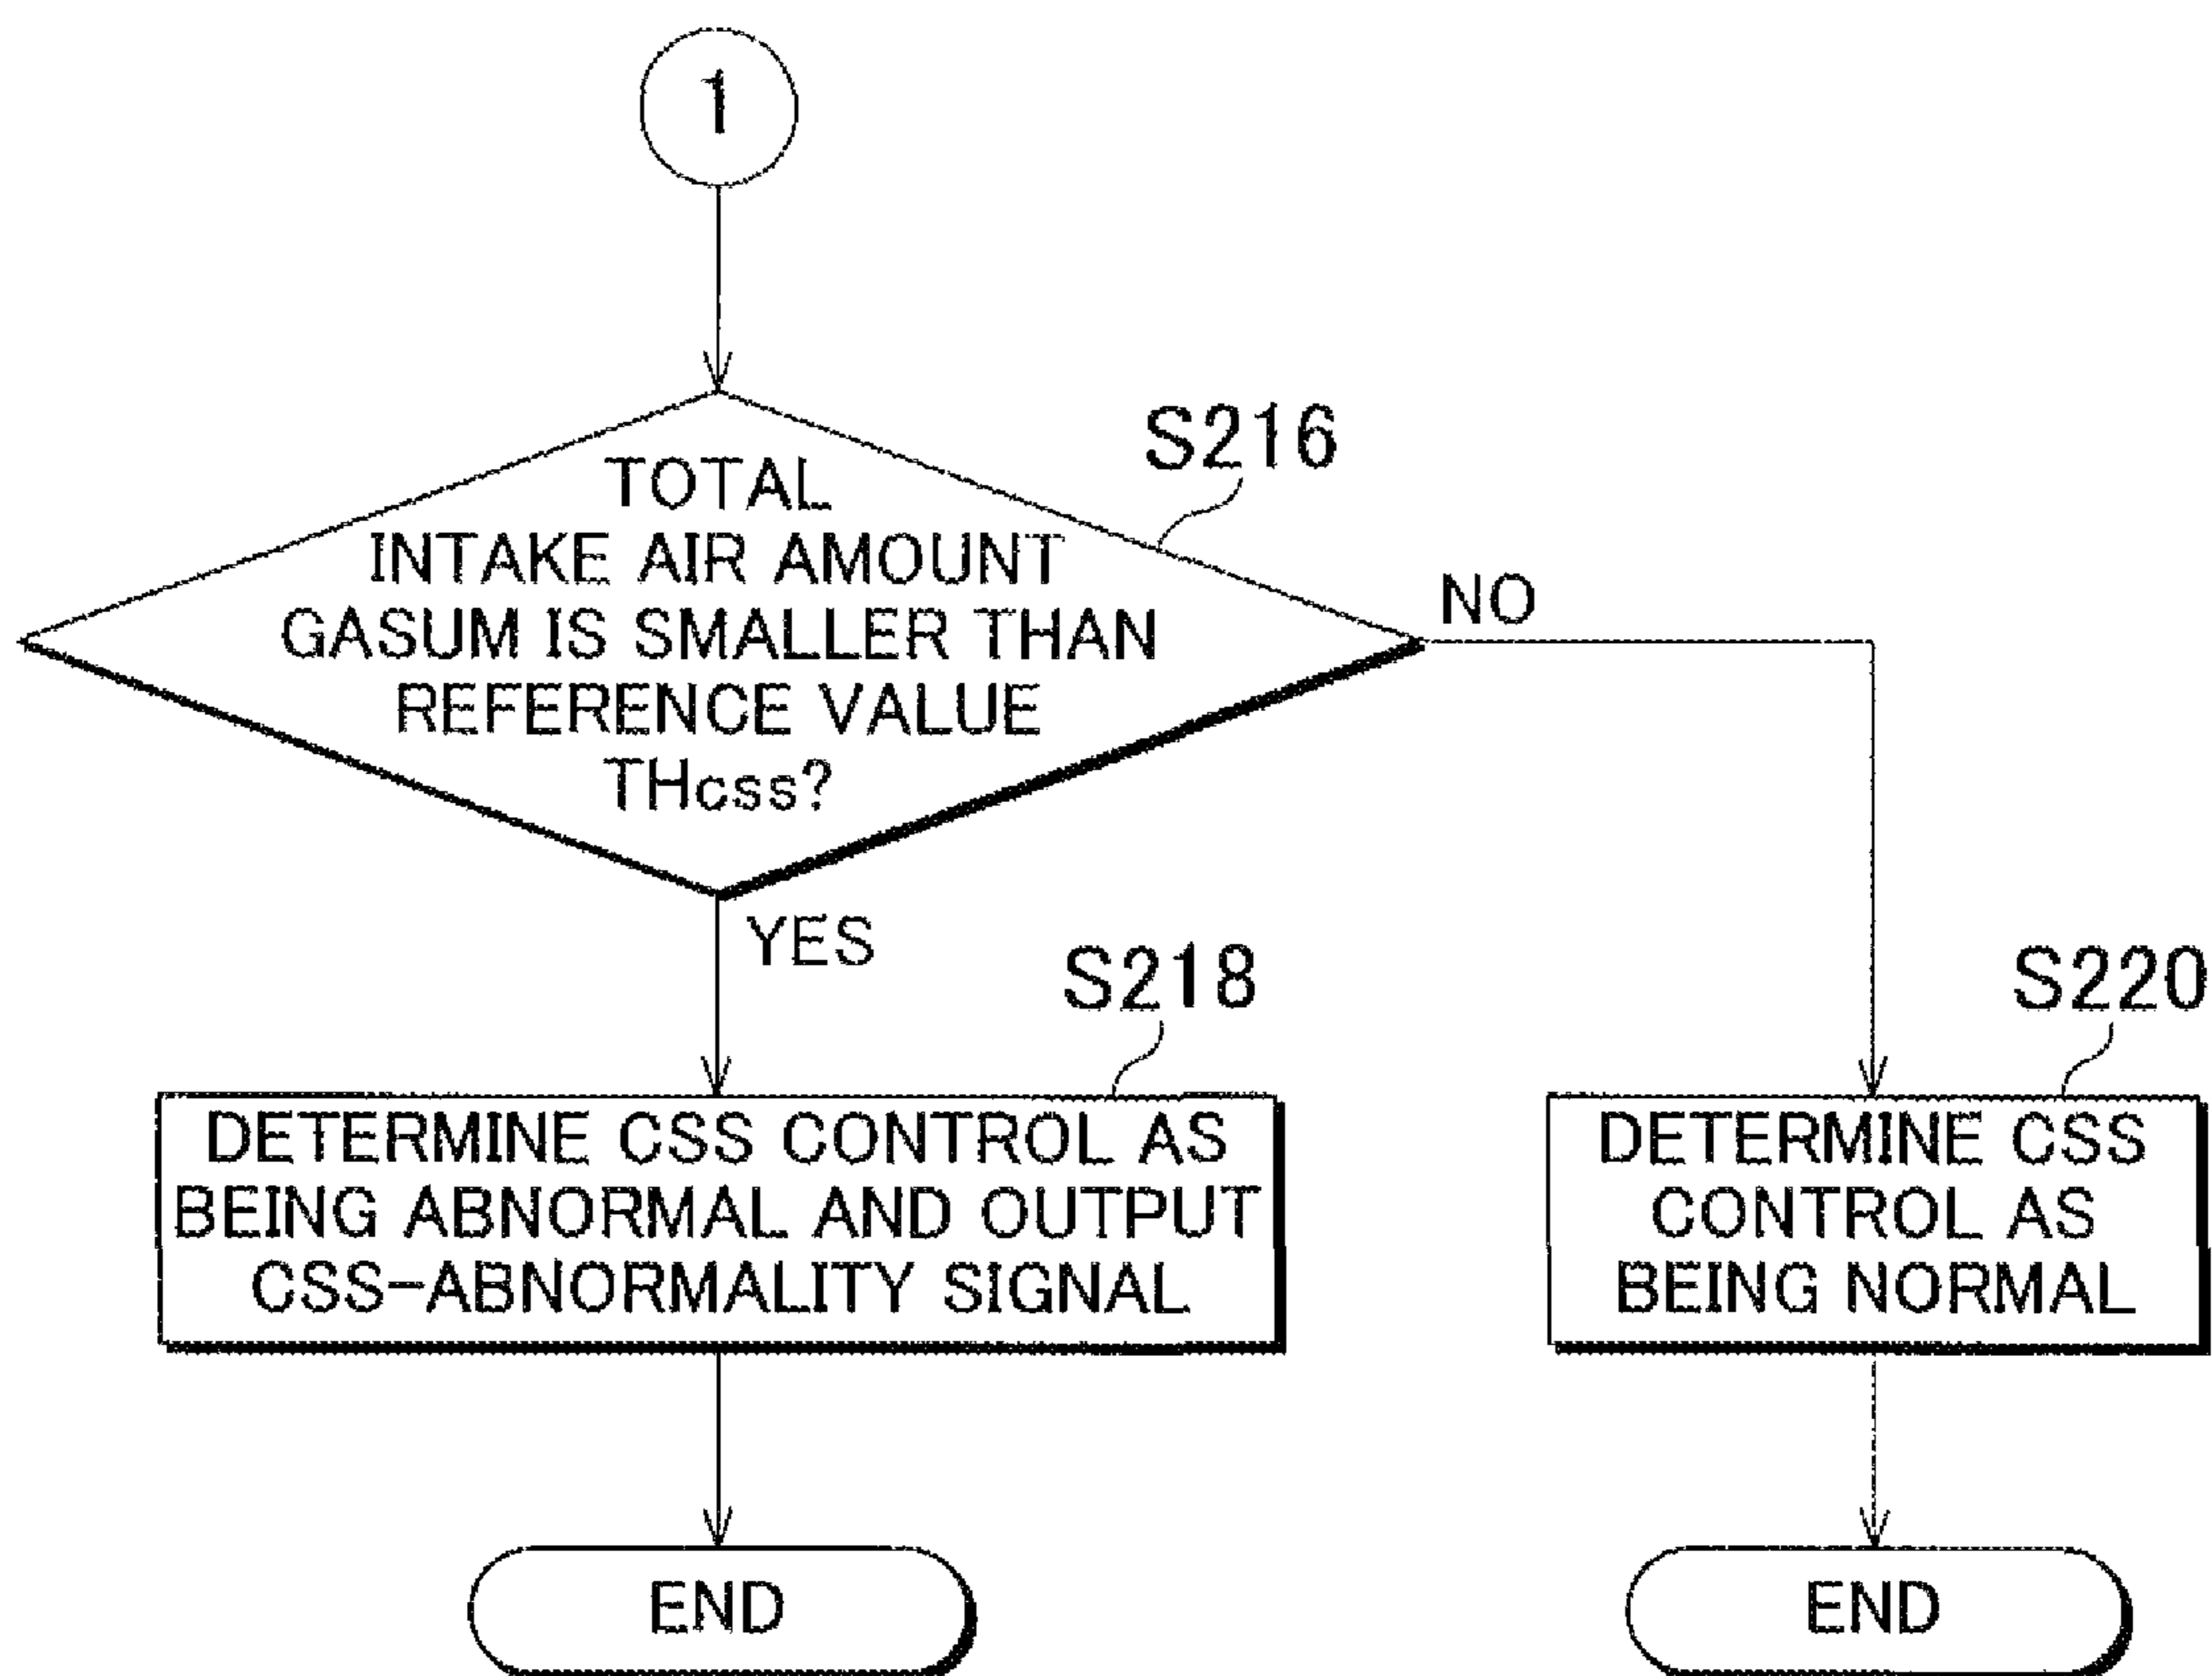 1
S216
TOTAL
INTAKE AIR AMOUNT
GASUM IS SMALLER THAN
REFERENCE VALUE
THcss?
NO
YES
S218
DETERMINE CSS CONTROL AS
BEING ABNORMAL AND OUTPUT
CSS-ABNORMALITY SIGNAL
S220
DETERMINE CSS
CONTROL AS
BEING NORMAL
END
END